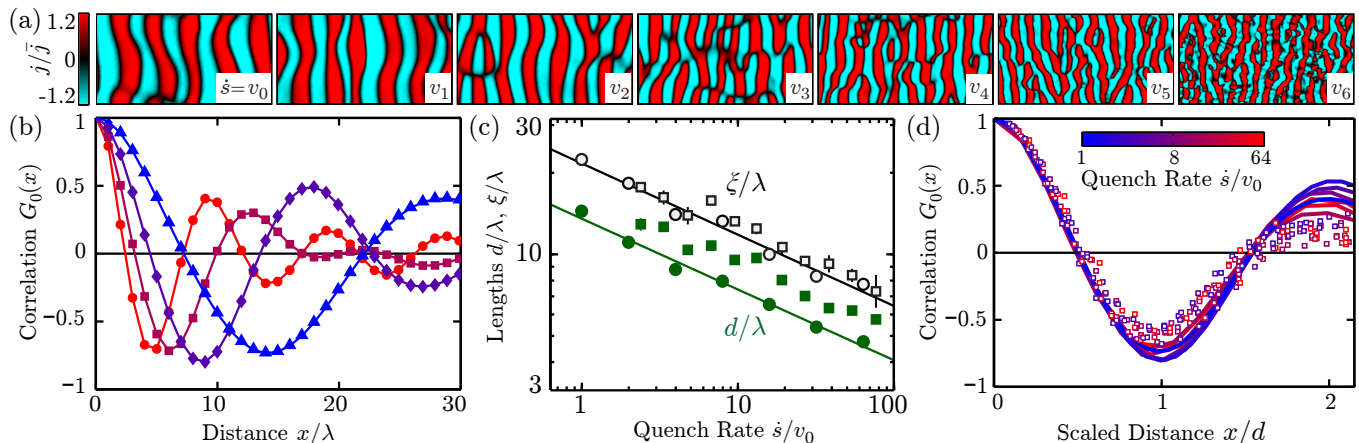 (a)
j/j̄
1.2
0
-1.2
ṡ=v₀
v₁
v₂
v₃
v₄
v₅
v₆
(b)
Correlation G₀(x)
1
0.5
0
−0.5
−1
0
10
20
30
Distance x/λ
(c)
Lengths d/λ, ξ/λ
30
10
3
ξ/λ
d/λ
1
10
100
Quench Rate ṡ/v₀
(d)
Correlation G₀(x)
1
0.5
0
−0.5
−1
1
8
64
Quench Rate ṡ/v₀
0
1
2
Scaled Distance x/d